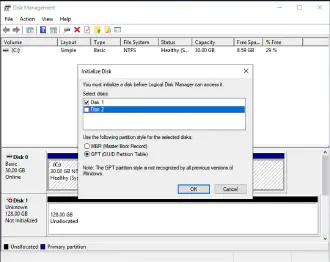 Disk Management
File Action View Help
Volume Layout Type File System Status Capacity Free Spa... % Free
(C:) Simple Basic NTFS Healthy (S... 30.00 GB 8.59 GB 29 %
Initialize Disk
You must initialize a disk before Logical Disk Manager can access it.
Select disks:
Disk 1
Disk 2
Use the following partition style for the selected disks:
MBR (Master Boot Record)
GPT (GUID Partition Table)
Note: The GPT partition style is not recognized by all previous versions of
Windows.
OK Cancel
Disk 0
Basic
30.00 GB
Online
(C:)
30.00 GB NT
Healthy (Sy
Disk 1
Unknown
128.00 GB
Not Initialized
128.00 GB
Unallocated
Unallocated Primary partition